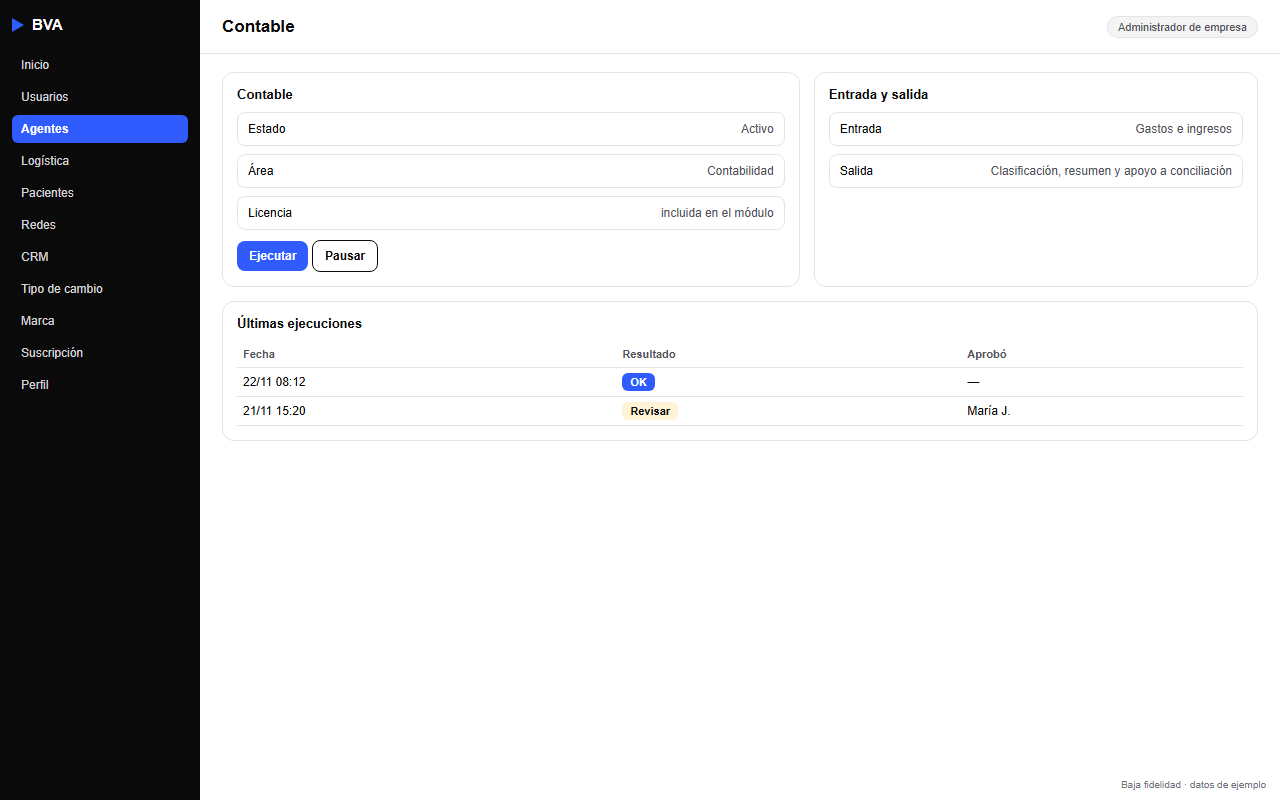 BVA
Inicio
Usuarios
Agentes
Logística
Pacientes
Redes
CRM
Tipo de cambio
Marca
Suscripción
Perfil
Contable
Administrador de empresa
Contable
Estado Activo
Área Contabilidad
Licencia incluida en el módulo
Ejecutar Pausar
Entrada y salida
Entrada Gastos e ingresos
Salida Clasificación, resumen y apoyo a conciliación
Últimas ejecuciones
Fecha Resultado Aprobó
22/11 08:12 OK —
21/11 15:20 Revisar María J.
Baja fidelidad · datos de ejemplo